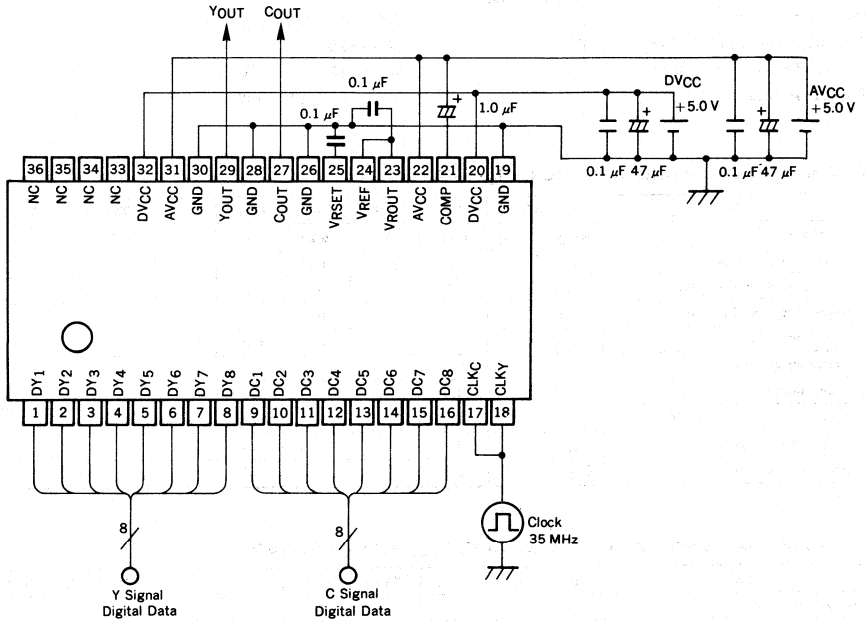 YOUT COUT
DVCC
+5.0 V
AVCC
+5.0 V
0.1 µF
0.1 µF
1.0 µF
+
+
+
0.1 µF 47 µF
0.1 µF 47 µF
36 35 34 33 32 31 30 29 28 27 26 25 24 23 22 21 20 19
NC NC NC NC DVCC AVCC GND YOUT GND COUT GND VRSET VREF VROUT AVCC COMP DVCC GND
DY1 DY2 DY3 DY4 DY5 DY6 DY7 DY8 DC1 DC2 DC3 DC4 DC5 DC6 DC7 DC8 CLKC CLKY
1 2 3 4 5 6 7 8 9 10 11 12 13 14 15 16 17 18
8
8
Clock
35 MHz
Y Signal
Digital Data
C Signal
Digital Data